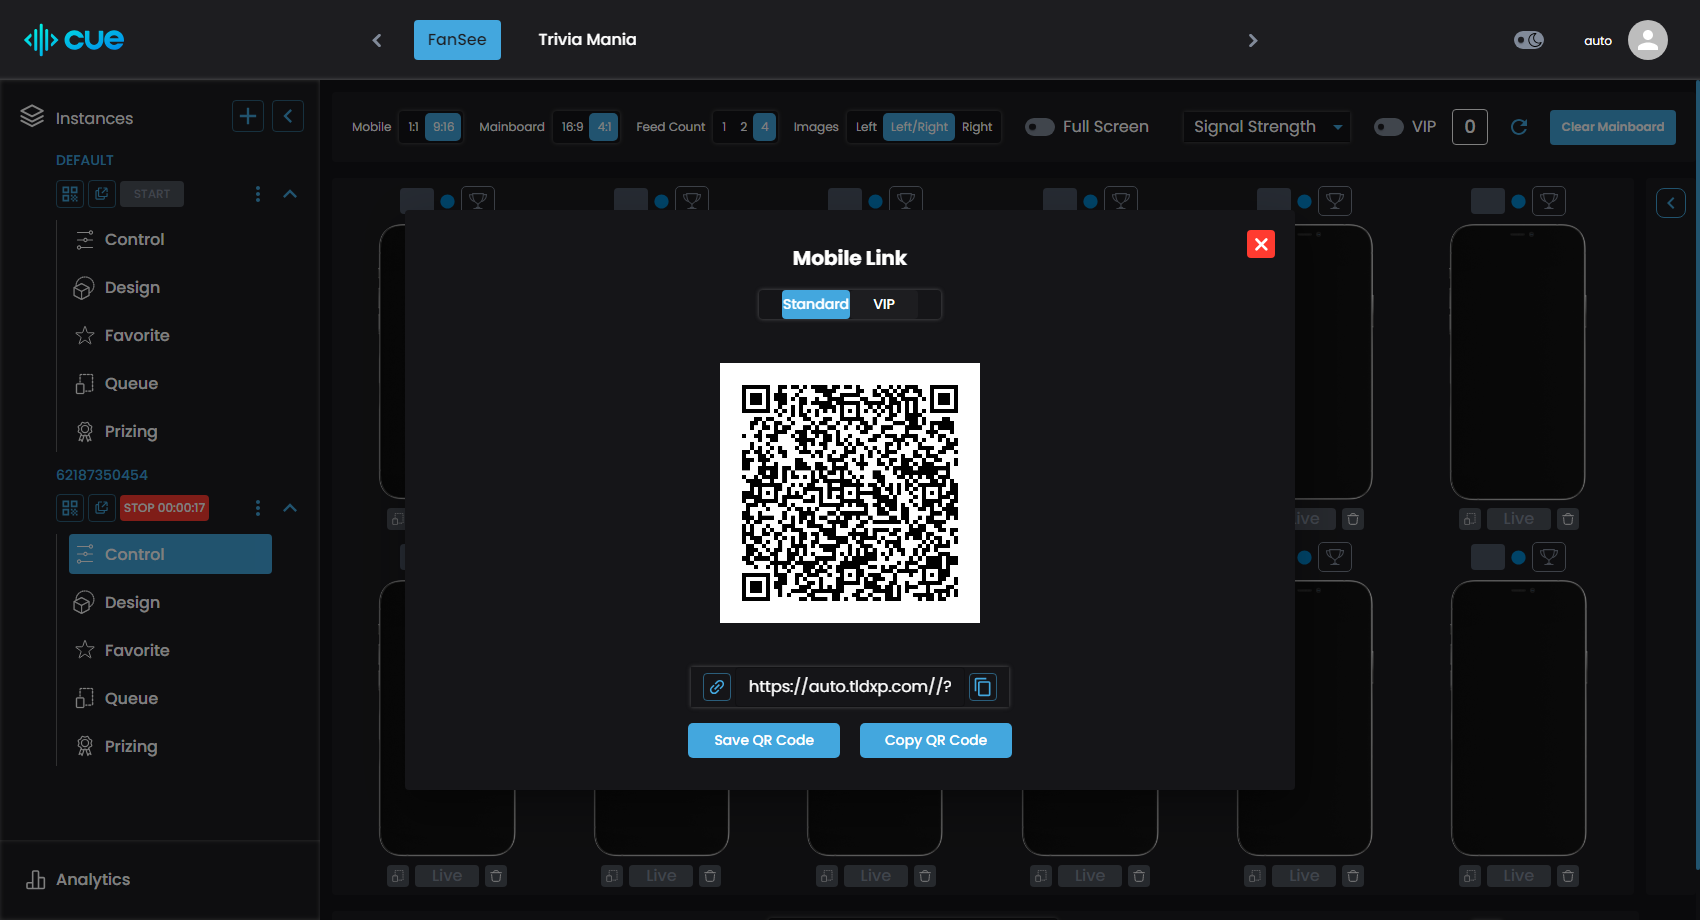 cue
FanSee
Trivia Mania
auto
Instances
DEFAULT
START
Control
Design
Favorite
Queue
Prizing
62187350454
STOP 00:00:17
Control
Design
Favorite
Queue
Prizing
Analytics
Mobile 1:1 9:16 Mainboard 16:9 4:1 Feed Count 1 2 4 Images Left Left/Right Right Full Screen Signal Strength VIP 0 Clear Mainboard
Mobile Link
Standard VIP
https://auto.tldxp.com//?
Save QR Code Copy QR Code
Live Live
Live Live Live Live Live Live